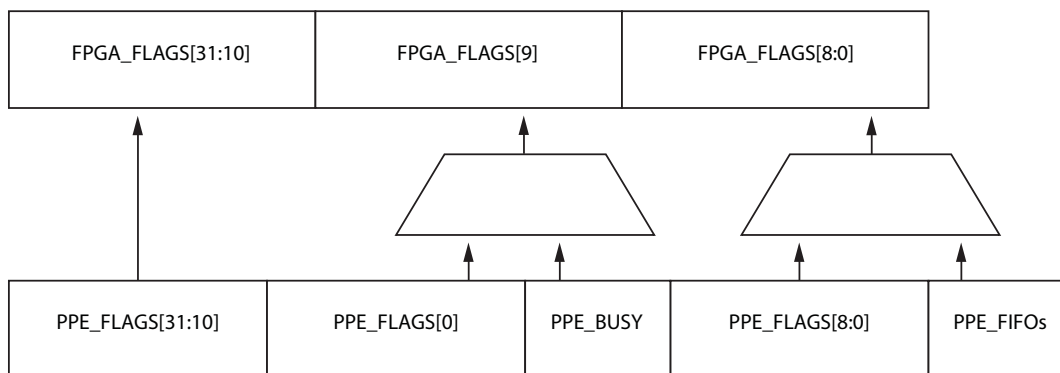 FPGA_FLAGS[31:10] FPGA_FLAGS[9] FPGA_FLAGS[8:0]
PPE_FLAGS[31:10] PPE_FLAGS[0] PPE_BUSY PPE_FLAGS[8:0] PPE_FIFOs